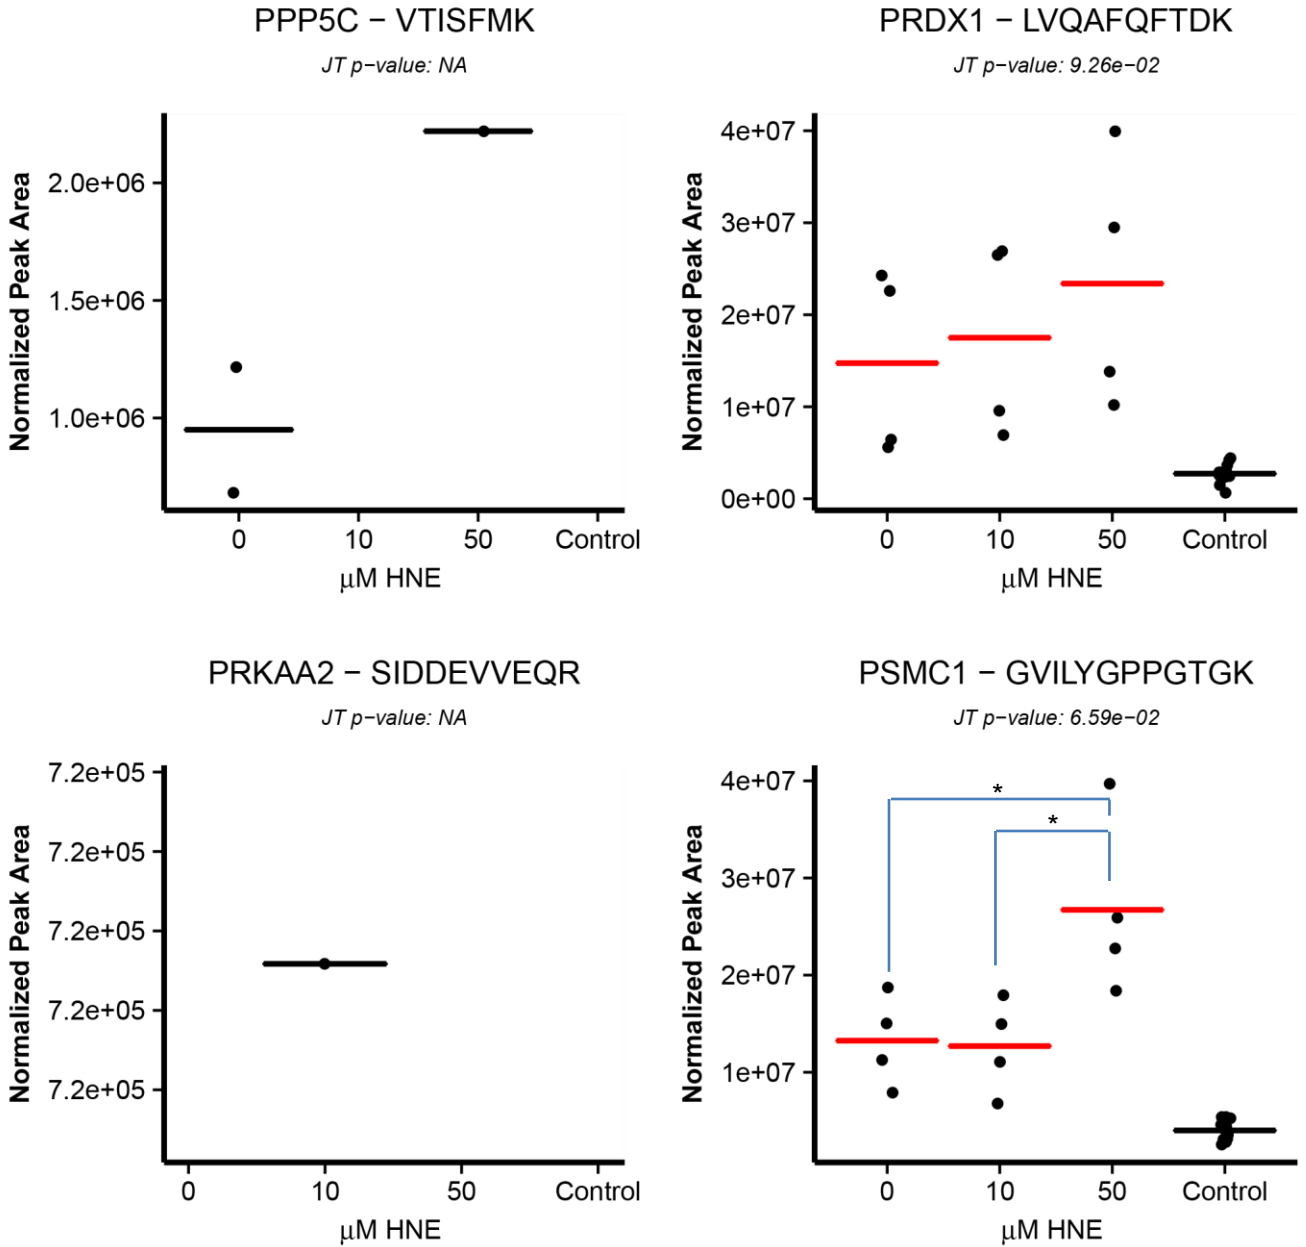 PPP5C − VTISFMK
JT p−value: NA
Normalized Peak Area
2.0e+06
1.5e+06
1.0e+06
0 10 50 Control
μM HNE
PRDX1 − LVQAFQFTDK
JT p−value: 9.26e−02
Normalized Peak Area
4e+07
3e+07
2e+07
1e+07
0e+00
0 10 50 Control
μM HNE
PRKAA2 − SIDDEVVEQR
JT p−value: NA
Normalized Peak Area
7.2e+05
7.2e+05
7.2e+05
7.2e+05
7.2e+05
0 10 50 Control
μM HNE
PSMC1 − GVILYGPPGTGK
JT p−value: 6.59e−02
Normalized Peak Area
4e+07
3e+07
2e+07
1e+07
*
*
0 10 50 Control
μM HNE